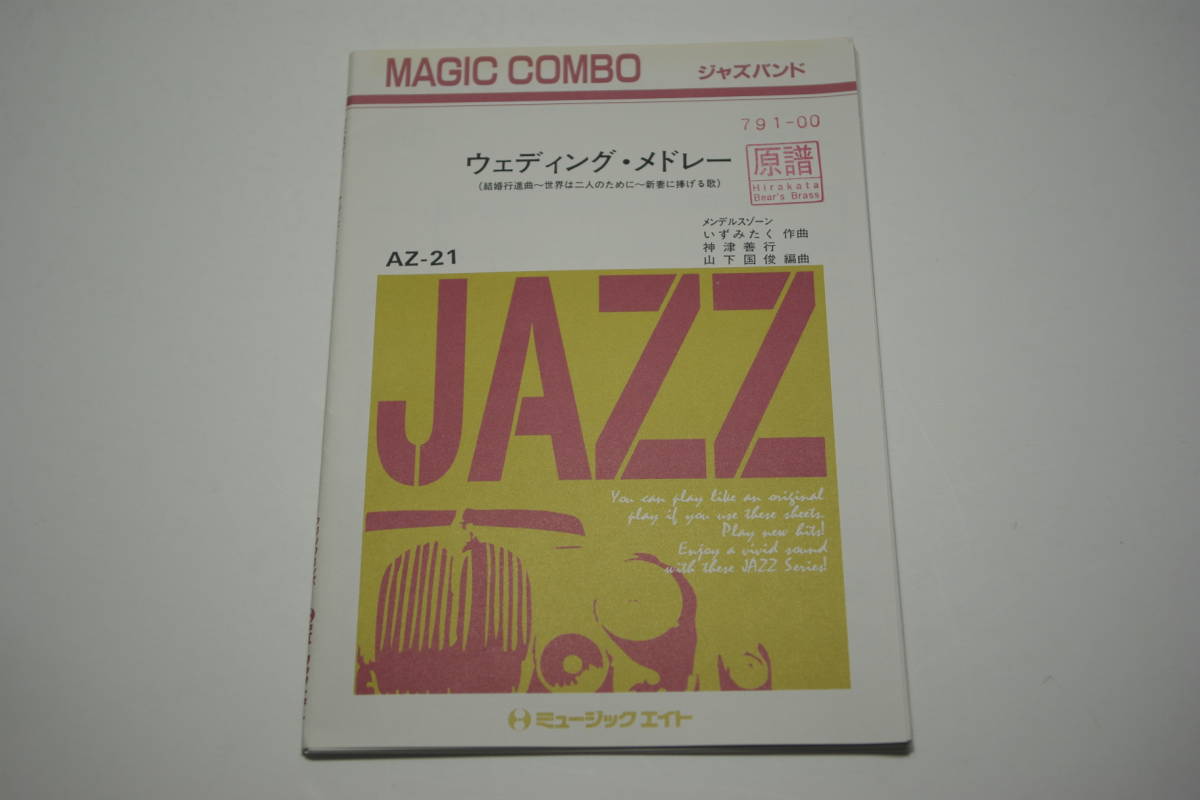 MAGIC COMBO ジャズバンド
791-00
ウェディング・メドレー
(結婚行進曲〜世界は二人のために〜新妻に捧げる歌)
原譜
Hirakata
Bear's Brass
メンデルスゾーン
いずみたく 作曲
神津善行
山下国俊 編曲
AZ-21
JAZZ
You can play like an original
play if you use these sheets.
Play new hits!
Enjoy a vivid sound
with these JAZZ Series!
ミュージックエイト